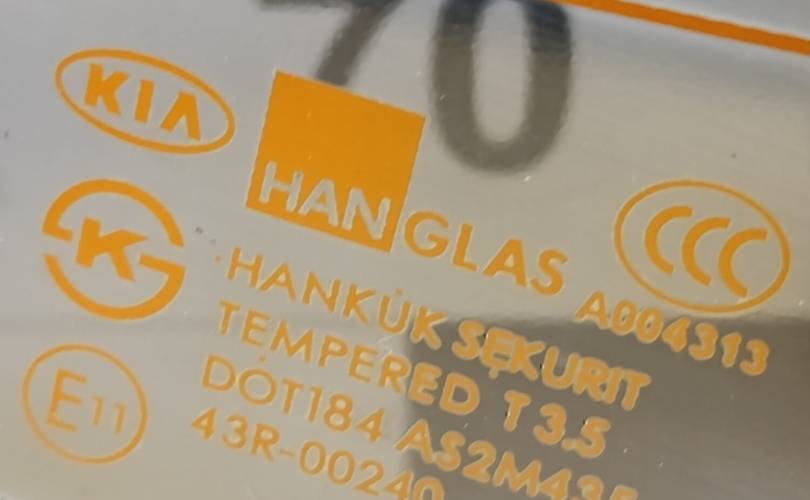 70
KIA
HANGLAS
CCC
A004313
K
HANKUK SEKURIT
TEMPERED T 3.5
DOT184 AS2M435
E11
43R-00240